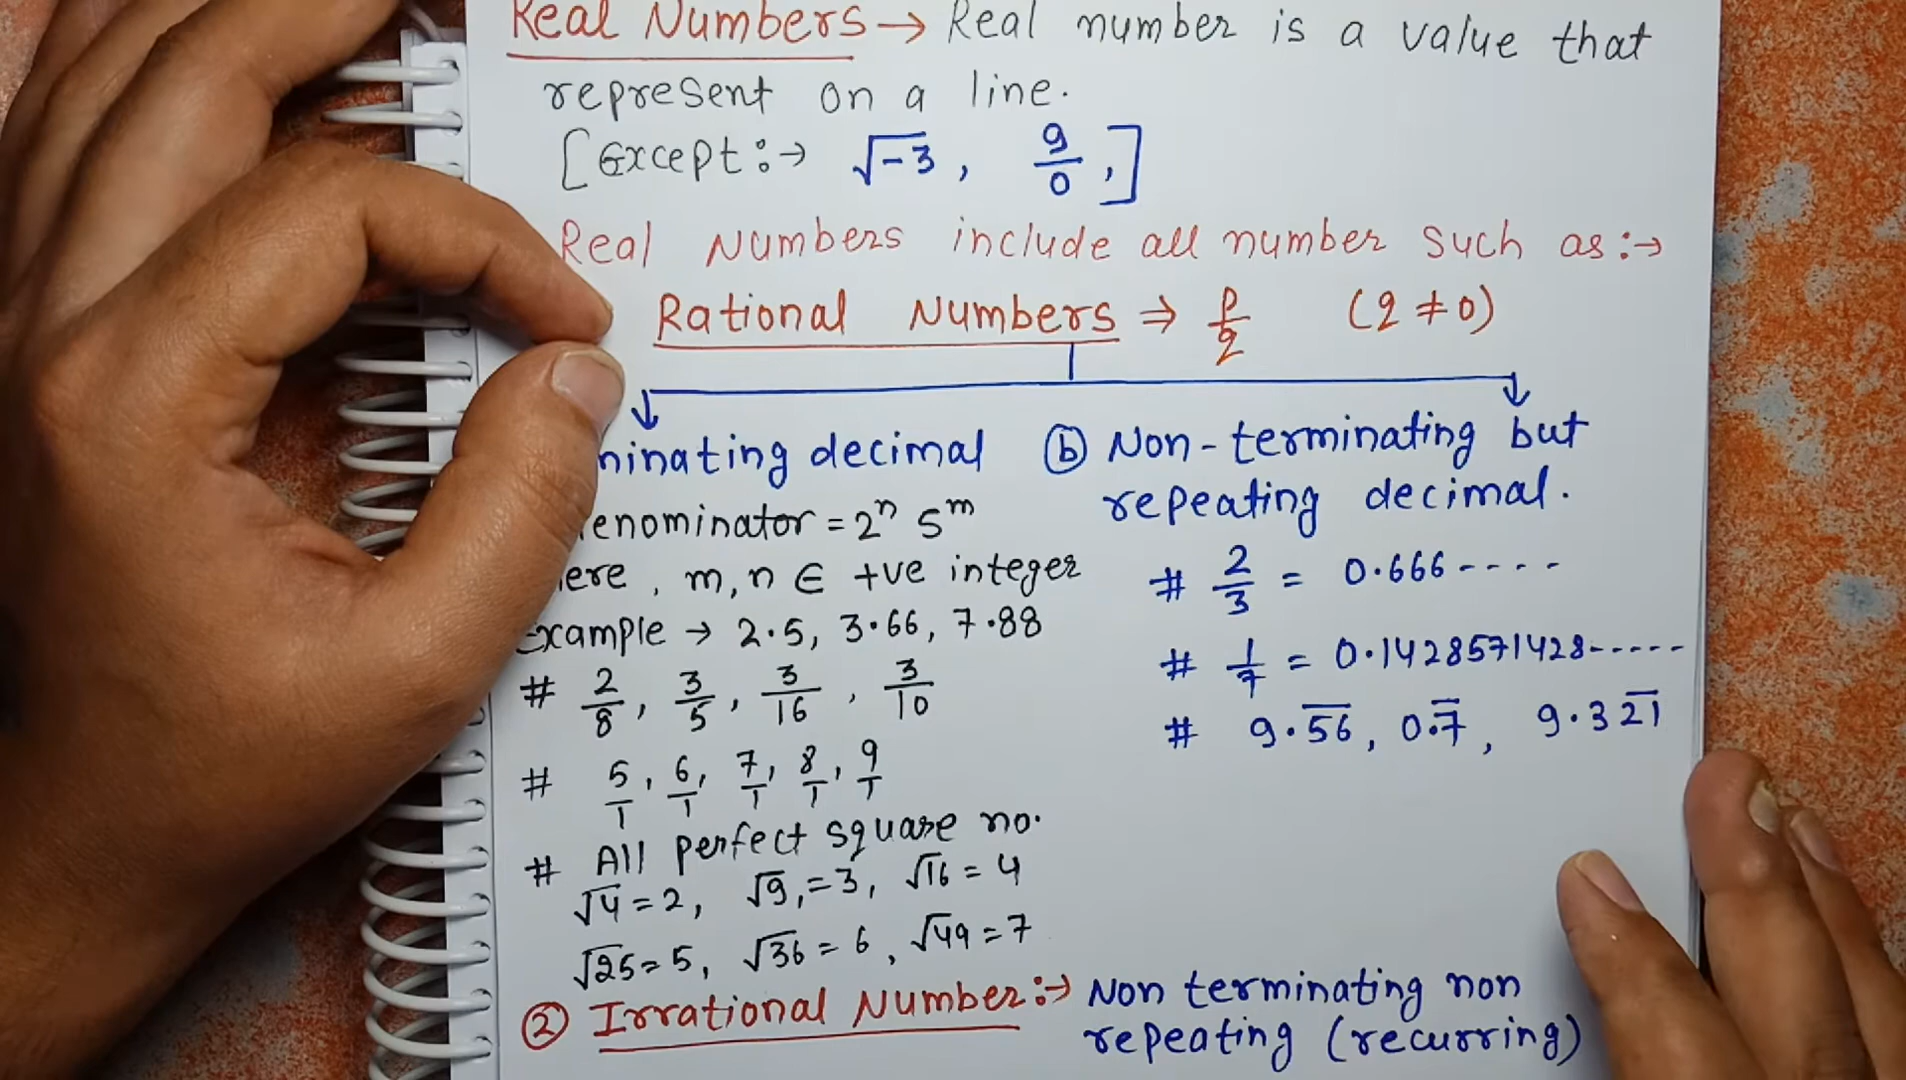 Real Numbers → Real number is a value that
represent on a line.
[Except :→ √-3 , 9/0 , ]
Real Numbers include all number such as :→
Rational Numbers ⇒ p/q (q ≠ 0)
minating decimal
enominator = 2ⁿ 5ᵐ
ere , m, n ∈ +ve integer
Example → 2.5, 3.66, 7.88
# 2/8 , 3/5 , 3/16 , 3/10
# 5/1 , 6/1 , 7/1 , 8/1 , 9/1
# All perfect square no.
√4 = 2, √9, = 3, √16 = 4
√25 = 5, √36 = 6, √49 = 7
(b) Non-terminating but
repeating decimal.
# 2/3 = 0.666----
# 1/7 = 0.1428571428-----
# 9.5̅6̅, 0.7̅, 9.32̅1̅
(2) Irrational Number :→ Non terminating non
repeating (recurring)